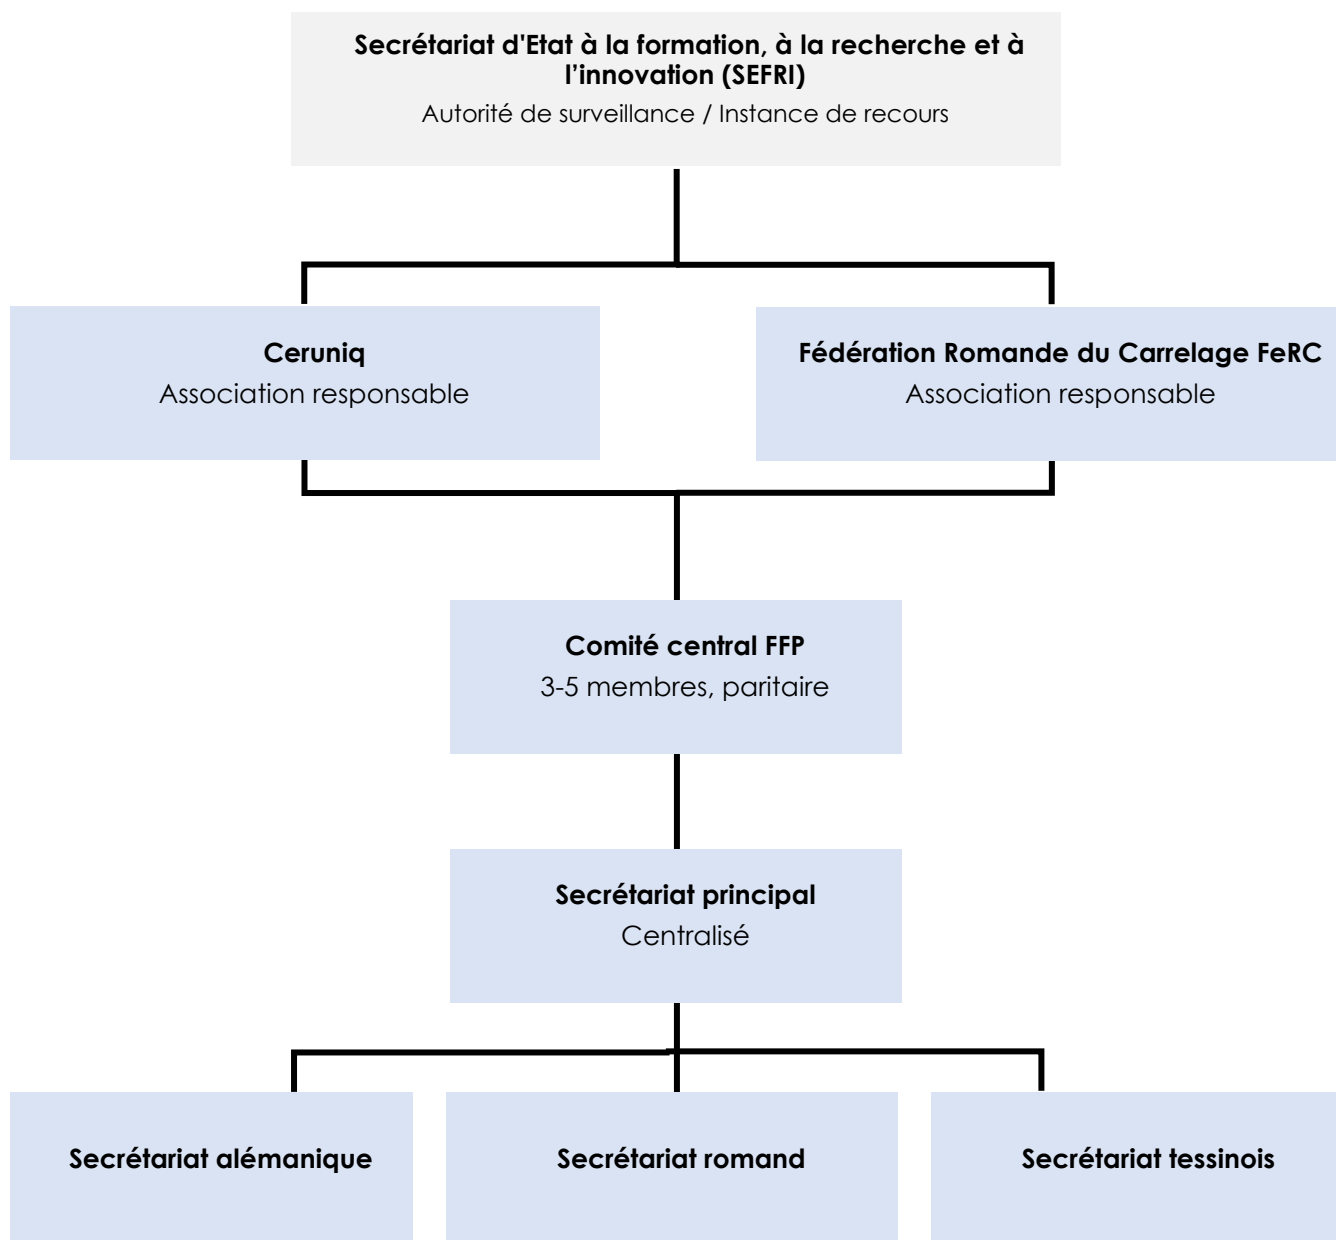 Secrétariat d'Etat à la formation, à la recherche et à
l’innovation (SEFRI)
Autorité de surveillance / Instance de recours
Ceruniq
Association responsable
Fédération Romande du Carrelage FeRC
Association responsable
Comité central FFP
3-5 membres, paritaire
Secrétariat principal
Centralisé
Secrétariat alémanique
Secrétariat romand
Secrétariat tessinois